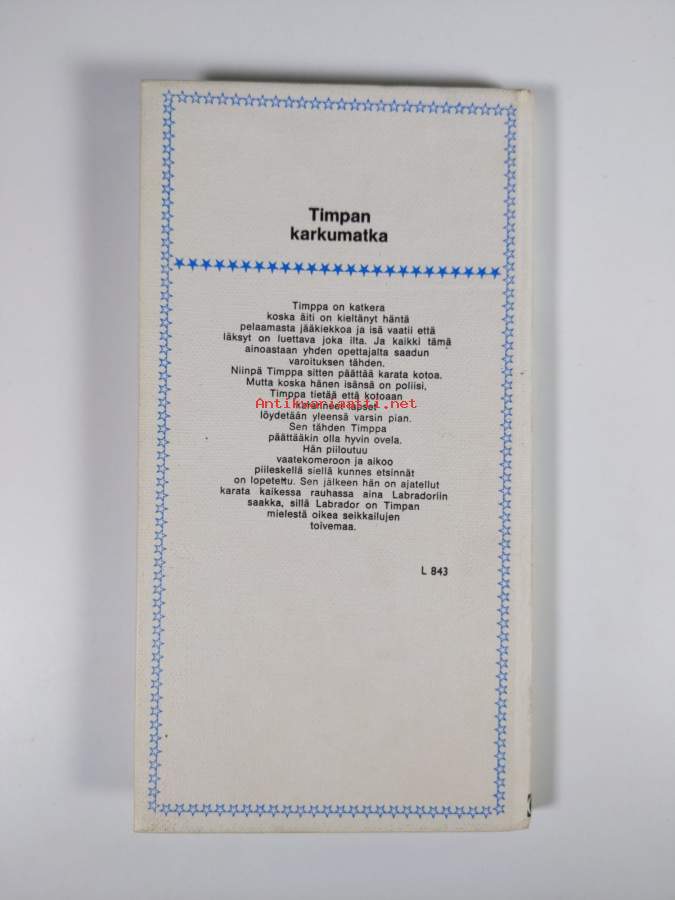 Timpan
karkumatka
Timppa on katkera
koska äiti on kieltänyt häntä
pelaamasta jääkiekkoa ja isä vaatii että
läksyt on luettava joka ilta. Ja kaikki tämä
ainoastaan yhden opettajalta saadun
varoituksen tähden.
Niinpä Timppa sitten päättää karata kotoa.
Mutta koska hänen isänsä on poliisi,
Timppa tietää että kotoaan
karanneet lapset
Antikvariaatti.net
löydetään yleensä varsin pian.
Sen tähden Timppa
päättääkin olla hyvin ovela.
Hän piiloutuu
vaatekomeroon ja aikoo
piileskellä siellä kunnes etsinnät
on lopetettu. Sen jälkeen hän on ajatellut
karata kaikessa rauhassa aina Labradoriin
saakka, sillä Labrador on Timpan
mielestä oikea seikkailujen
toivemaa.
L 843